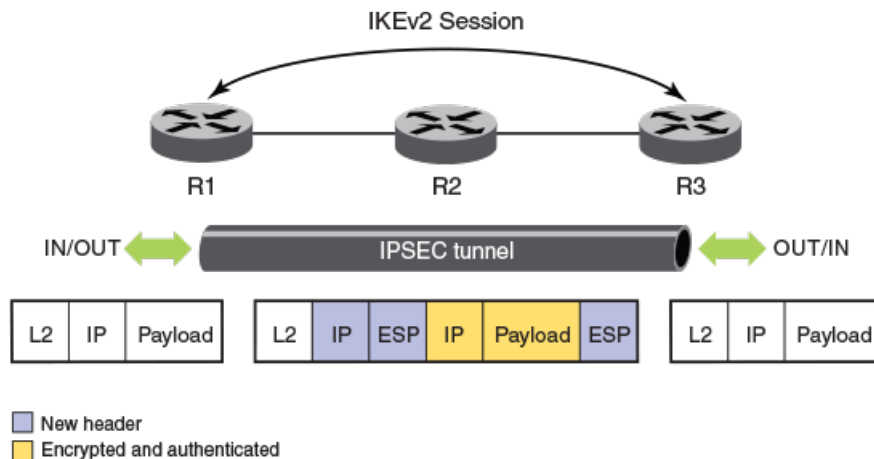 IKEv2 Session
R1 R2 R3
IN/OUT IPSEC tunnel OUT/IN
L2 IP Payload L2 IP ESP IP Payload ESP L2 IP Payload
New header
Encrypted and authenticated